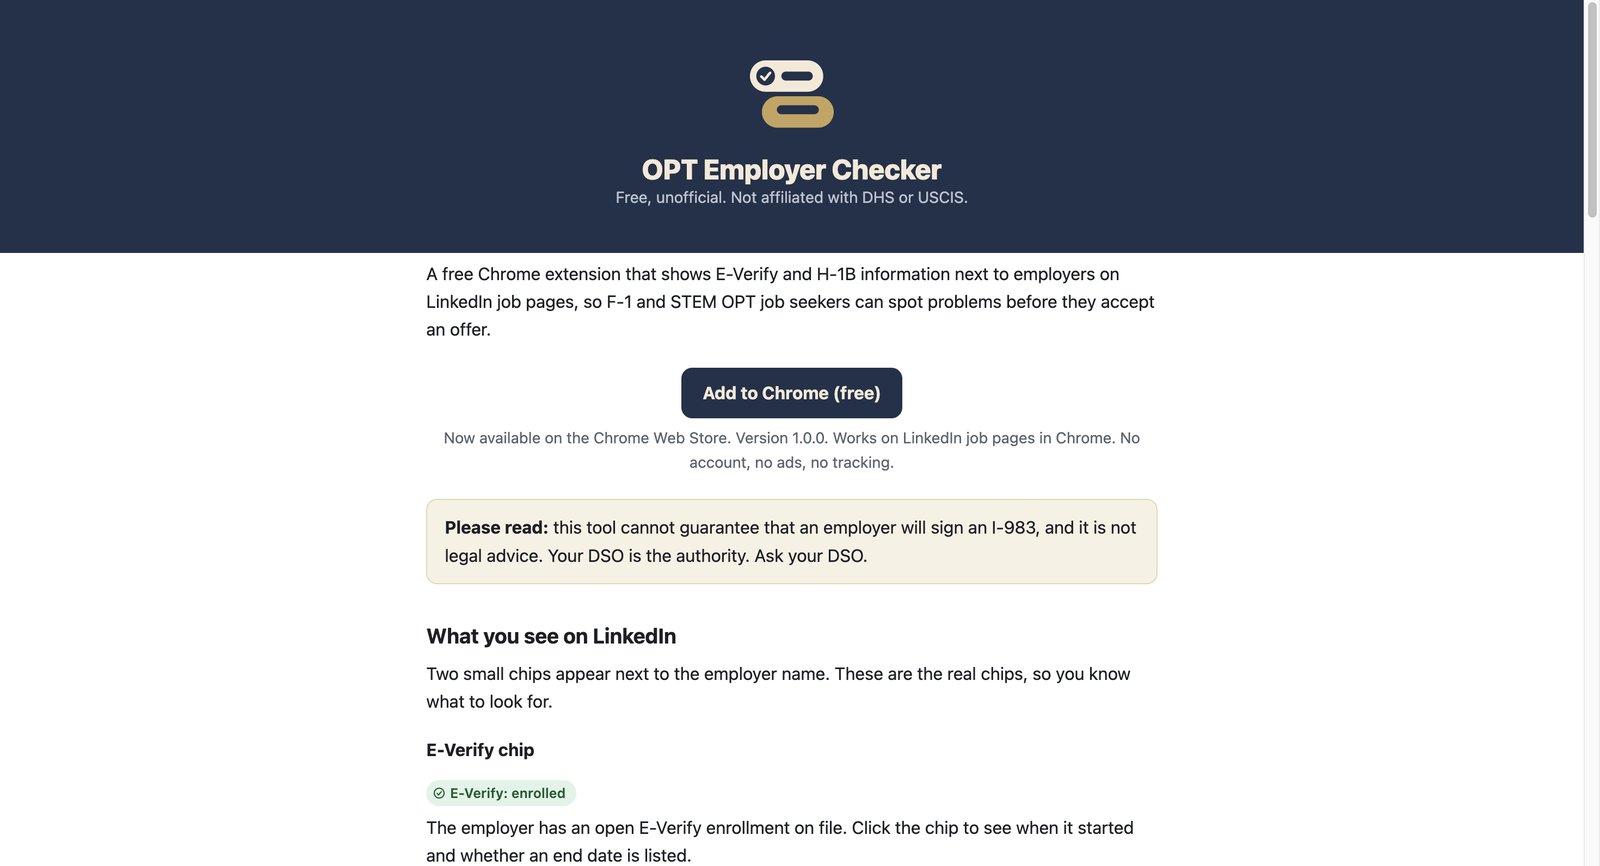 OPT Employer Checker
Free, unofficial. Not affiliated with DHS or USCIS.
A free Chrome extension that shows E-Verify and H-1B information next to employers on
LinkedIn job pages, so F-1 and STEM OPT job seekers can spot problems before they accept
an offer.
Add to Chrome (free)
Now available on the Chrome Web Store. Version 1.0.0. Works on LinkedIn job pages in Chrome. No
account, no ads, no tracking.
Please read: this tool cannot guarantee that an employer will sign an I-983, and it is not
legal advice. Your DSO is the authority. Ask your DSO.
What you see on LinkedIn
Two small chips appear next to the employer name. These are the real chips, so you know
what to look for.
E-Verify chip
E-Verify: enrolled
The employer has an open E-Verify enrollment on file. Click the chip to see when it started
and whether an end date is listed.